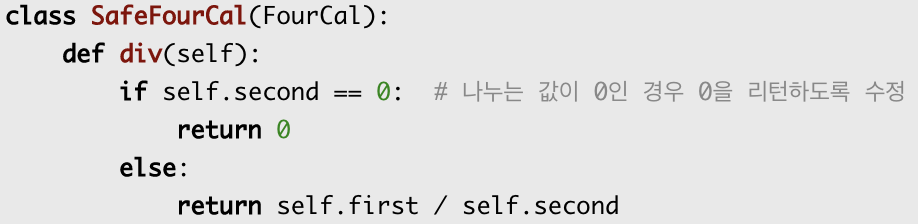 class SafeFourCal(FourCal):
    def div(self):
        if self.second == 0:  # 나누는 값이 0인 경우 0을 리턴하도록 수정
            return 0
        else:
            return self.first / self.second